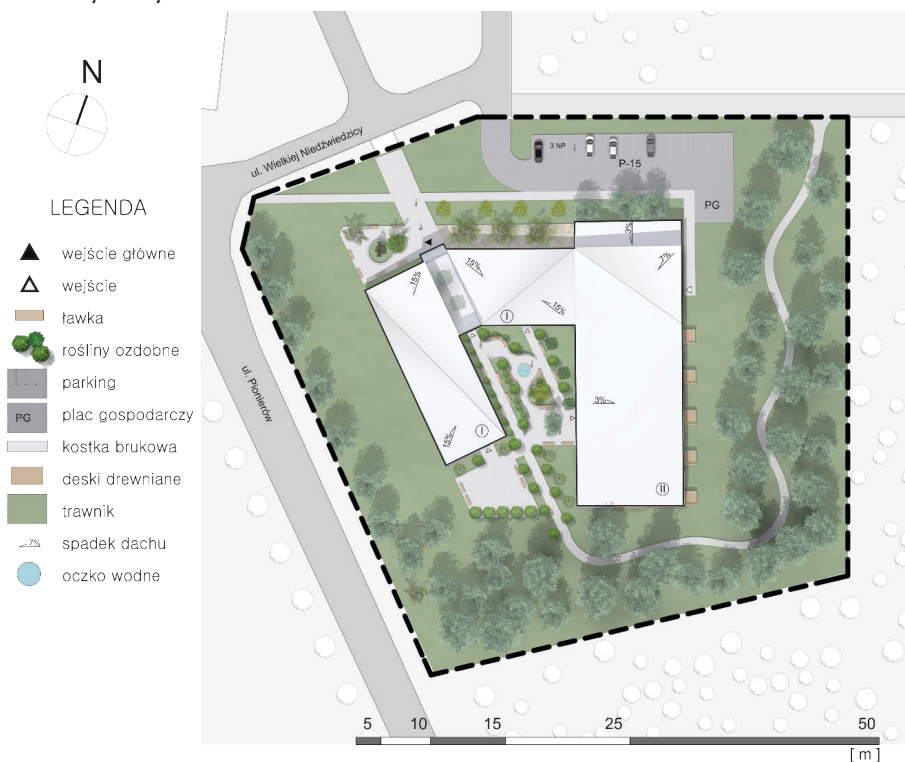 N
LEGENDA
wejście główne
wejście
ławka
rośliny ozdobne
parking
PG plac gospodarczy
kostka brukowa
deski drewniane
trawnik
7% spadek dachu
oczko wodne
ul. Wielkiej Niedźwiedzicy
ul. Pionierów
3 NP
P-15
PG
3%
7%
15%
15%
15%
I
3%
15%
I
II
5 10 15 25 50
[ m ]